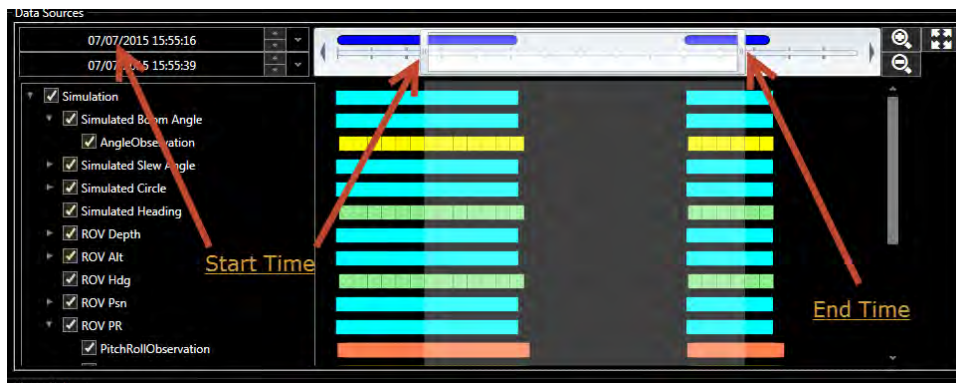 Data Sources
07/07/2015 15:55:16
07/07/2015 15:55:39
Simulation
Simulated Boom Angle
AngleObservation
Simulated Slew Angle
Simulated Circle
Simulated Heading
ROV Depth
ROV Alt
ROV Hdg
ROV Psn
ROV PR
PitchRollObservation
Start Time
End Time